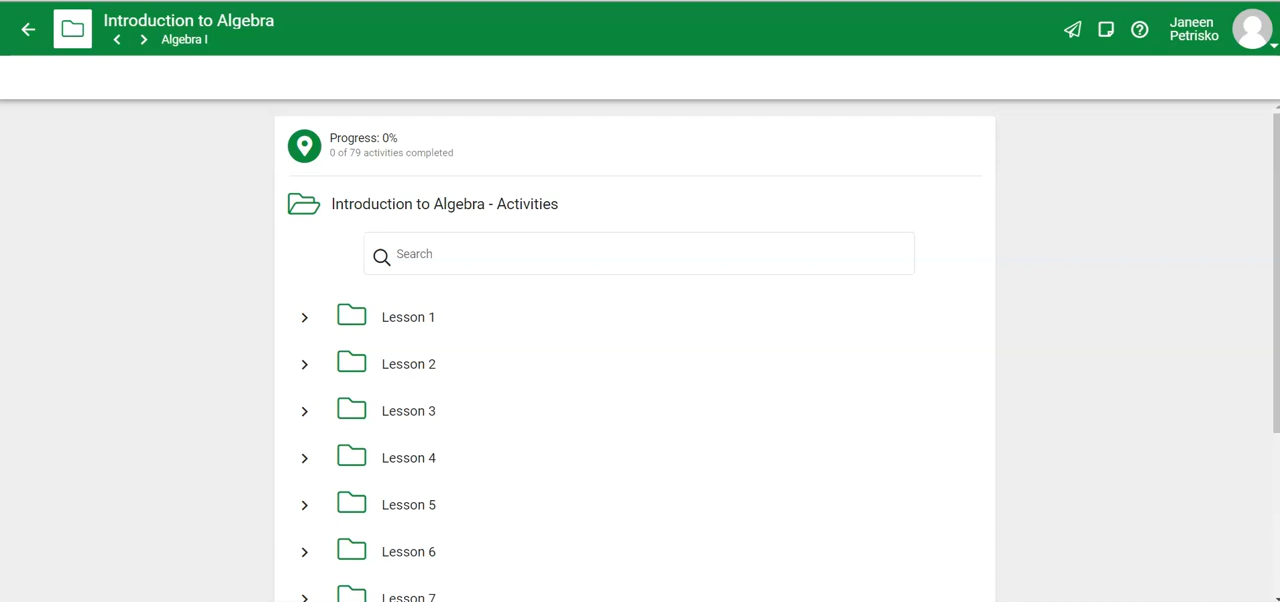 Introduction to Algebra
Algebra I
Janeen
Petrisko
Progress: 0%
0 of 79 activities completed
Introduction to Algebra - Activities
Search
Lesson 1
Lesson 2
Lesson 3
Lesson 4
Lesson 5
Lesson 6
Lesson 7